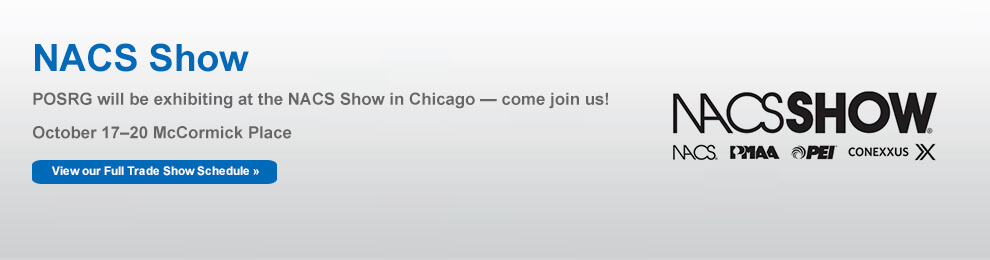 NACS Show
POSRG will be exhibiting at the NACS Show in Chicago — come join us!
October 17–20 McCormick Place
View our Full Trade Show Schedule »
NACSSHOW®
NACS. PMAA PEI CONEXXUS